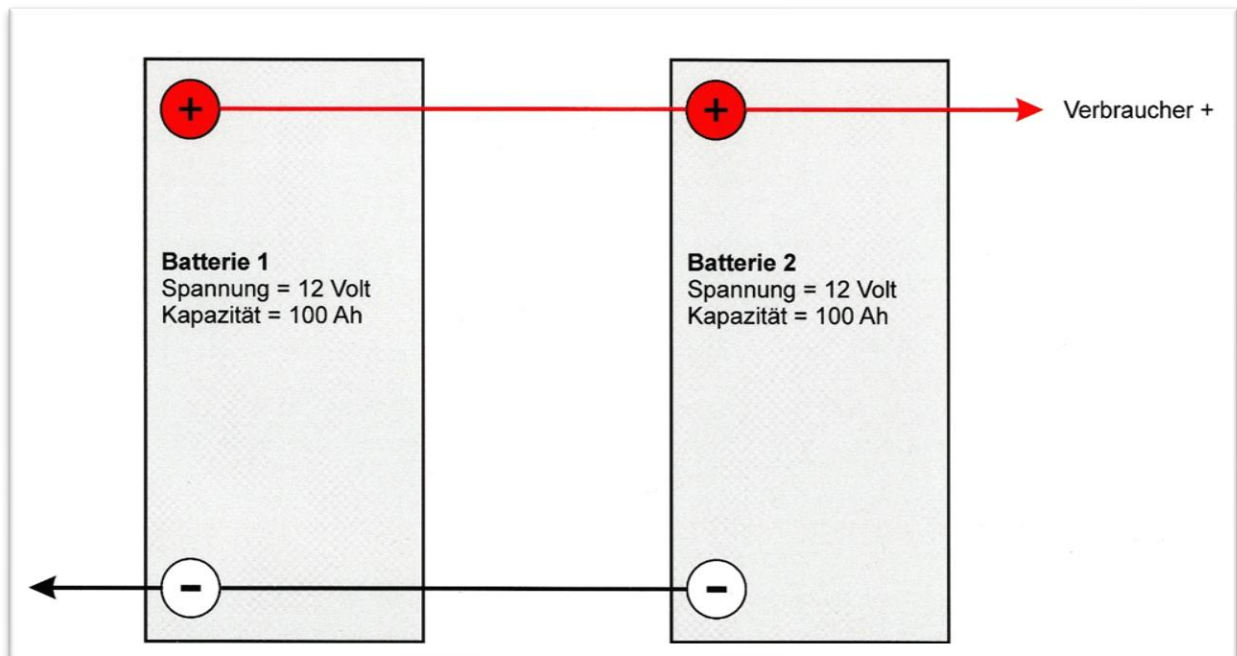 +
+
Verbraucher +
Batterie 1
Spannung = 12 Volt
Kapazität = 100 Ah
Batterie 2
Spannung = 12 Volt
Kapazität = 100 Ah
-
-